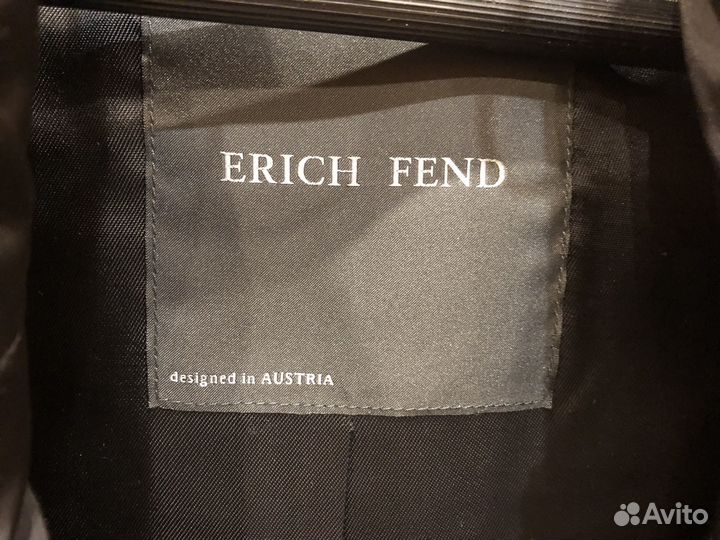 ERICH FEND
designed in AUSTRIA
Avito